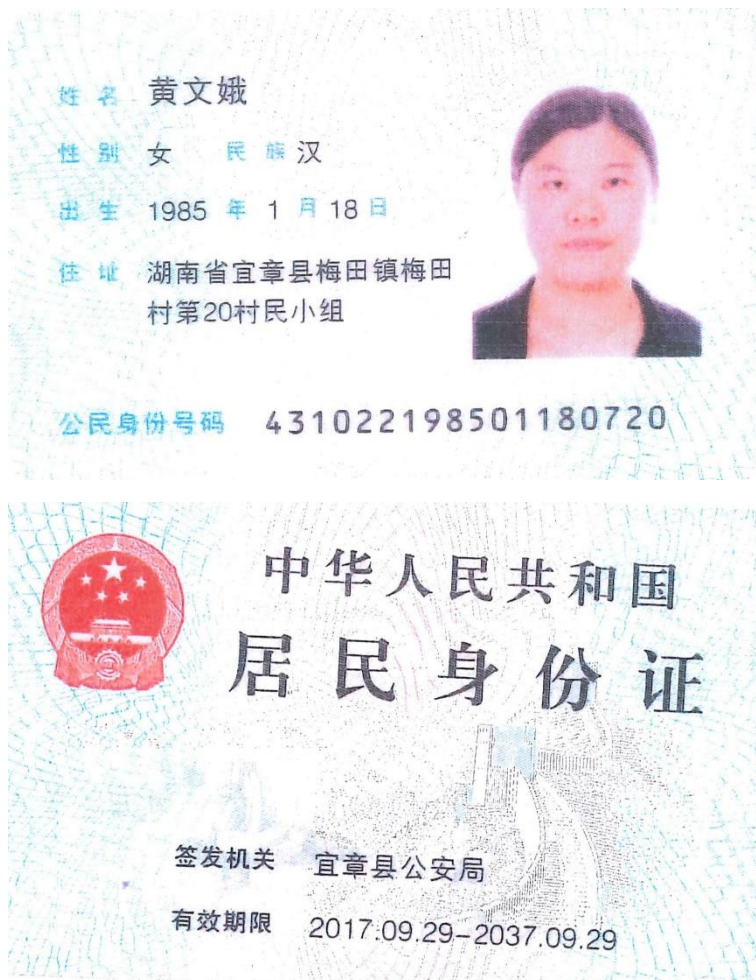 姓名 黄文娥
性别 女 民族 汉
出生 1985 年 1 月 18 日
住址 湖南省宜章县梅田镇梅田
村第20村民小组
公民身份号码 431022198501180720
中华人民共和国
居民身份证
签发机关 宜章县公安局
有效期限 2017.09.29-2037.09.29